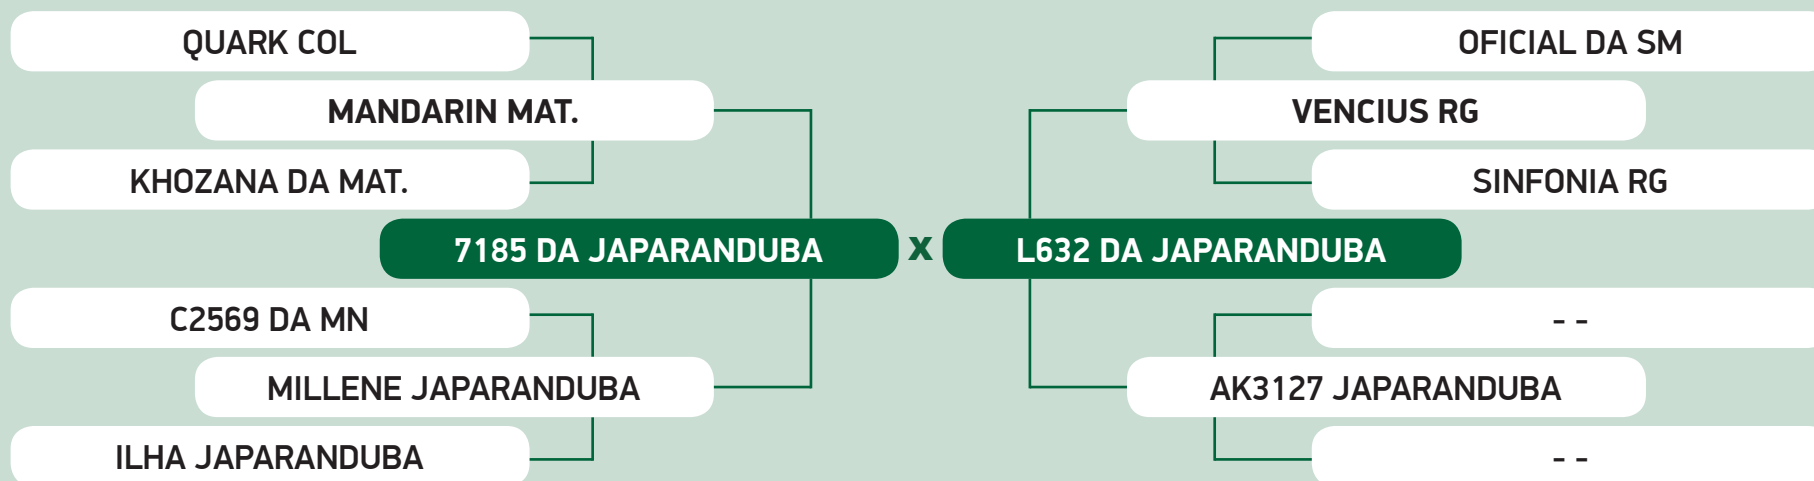 QUARK COL
OFICIAL DA SM
MANDARIN MAT.
VENCIUS RG
KHOZANA DA MAT.
SINFONIA RG
7185 DA JAPARANDUBA X L632 DA JAPARANDUBA
C2569 DA MN
- -
MILLENE JAPARANDUBA
AK3127 JAPARANDUBA
ILHA JAPARANDUBA
- -